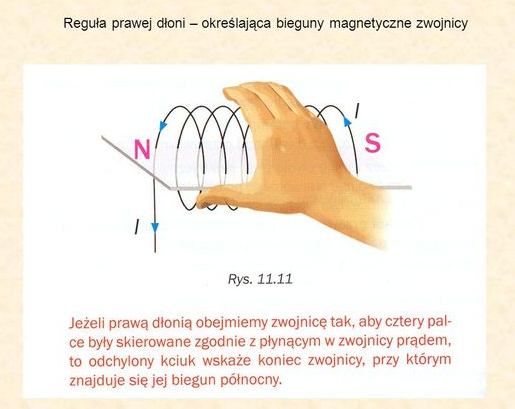 Reguła prawej dłoni – określająca bieguny magnetyczne zwojnicy
I
N
S
I
Rys. 11.11
Jeżeli prawą dłonią obejmiemy zwojnicę tak, aby cztery pal-
ce były skierowane zgodnie z płynącym w zwojnicy prądem,
to odchylony kciuk wskaże koniec zwojnicy, przy którym
znajduje się jej biegun północny.